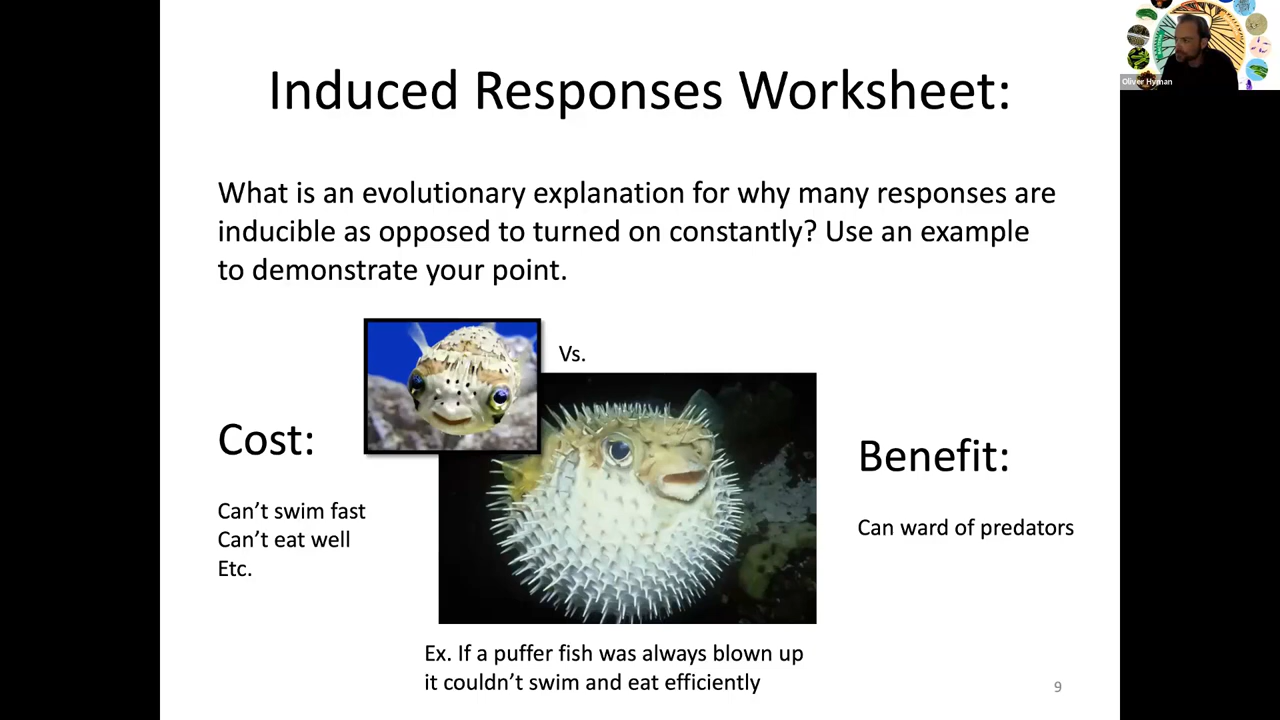 Oliver Hyman
Induced Responses Worksheet:
What is an evolutionary explanation for why many responses are
inducible as opposed to turned on constantly? Use an example
to demonstrate your point.
Vs.
Cost:
Can’t swim fast
Can’t eat well
Etc.
Benefit:
Can ward of predators
Ex. If a puffer fish was always blown up
it couldn’t swim and eat efficiently
9